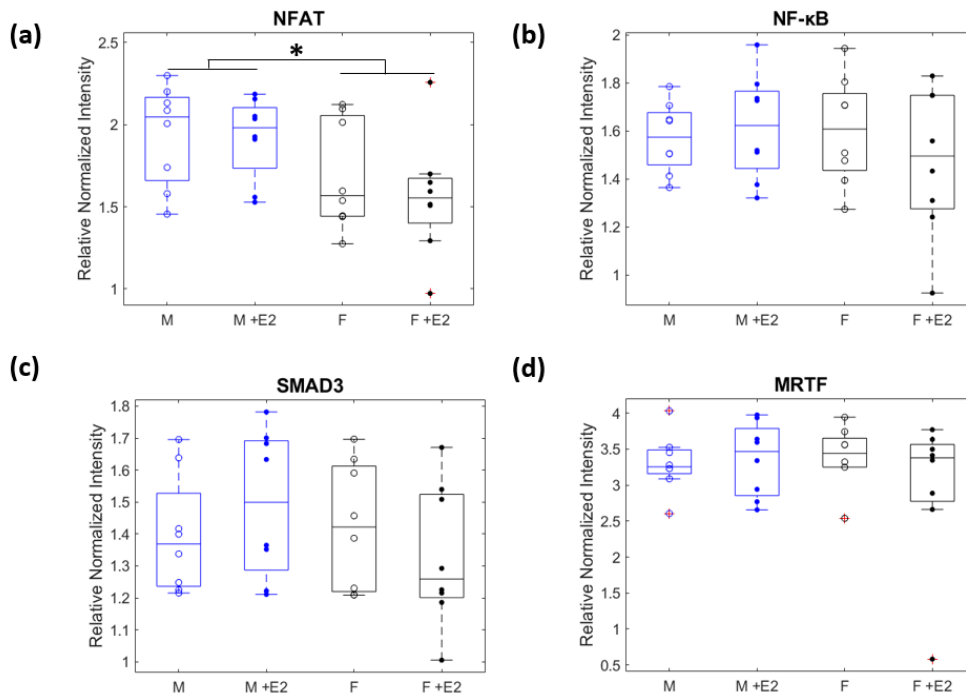 (a)
NFAT
*
Relative Normalized Intensity
2.5
2
1.5
1
M
M +E2
F
F +E2
(b)
NF-κB
Relative Normalized Intensity
2
1.8
1.6
1.4
1.2
1
M
M +E2
F
F +E2
(c)
SMAD3
Relative Normalized Intensity
1.8
1.7
1.6
1.5
1.4
1.3
1.2
1.1
1
M
M +E2
F
F +E2
(d)
MRTF
Relative Normalized Intensity
4
3.5
3
2.5
2
1.5
1
0.5
M
M +E2
F
F +E2